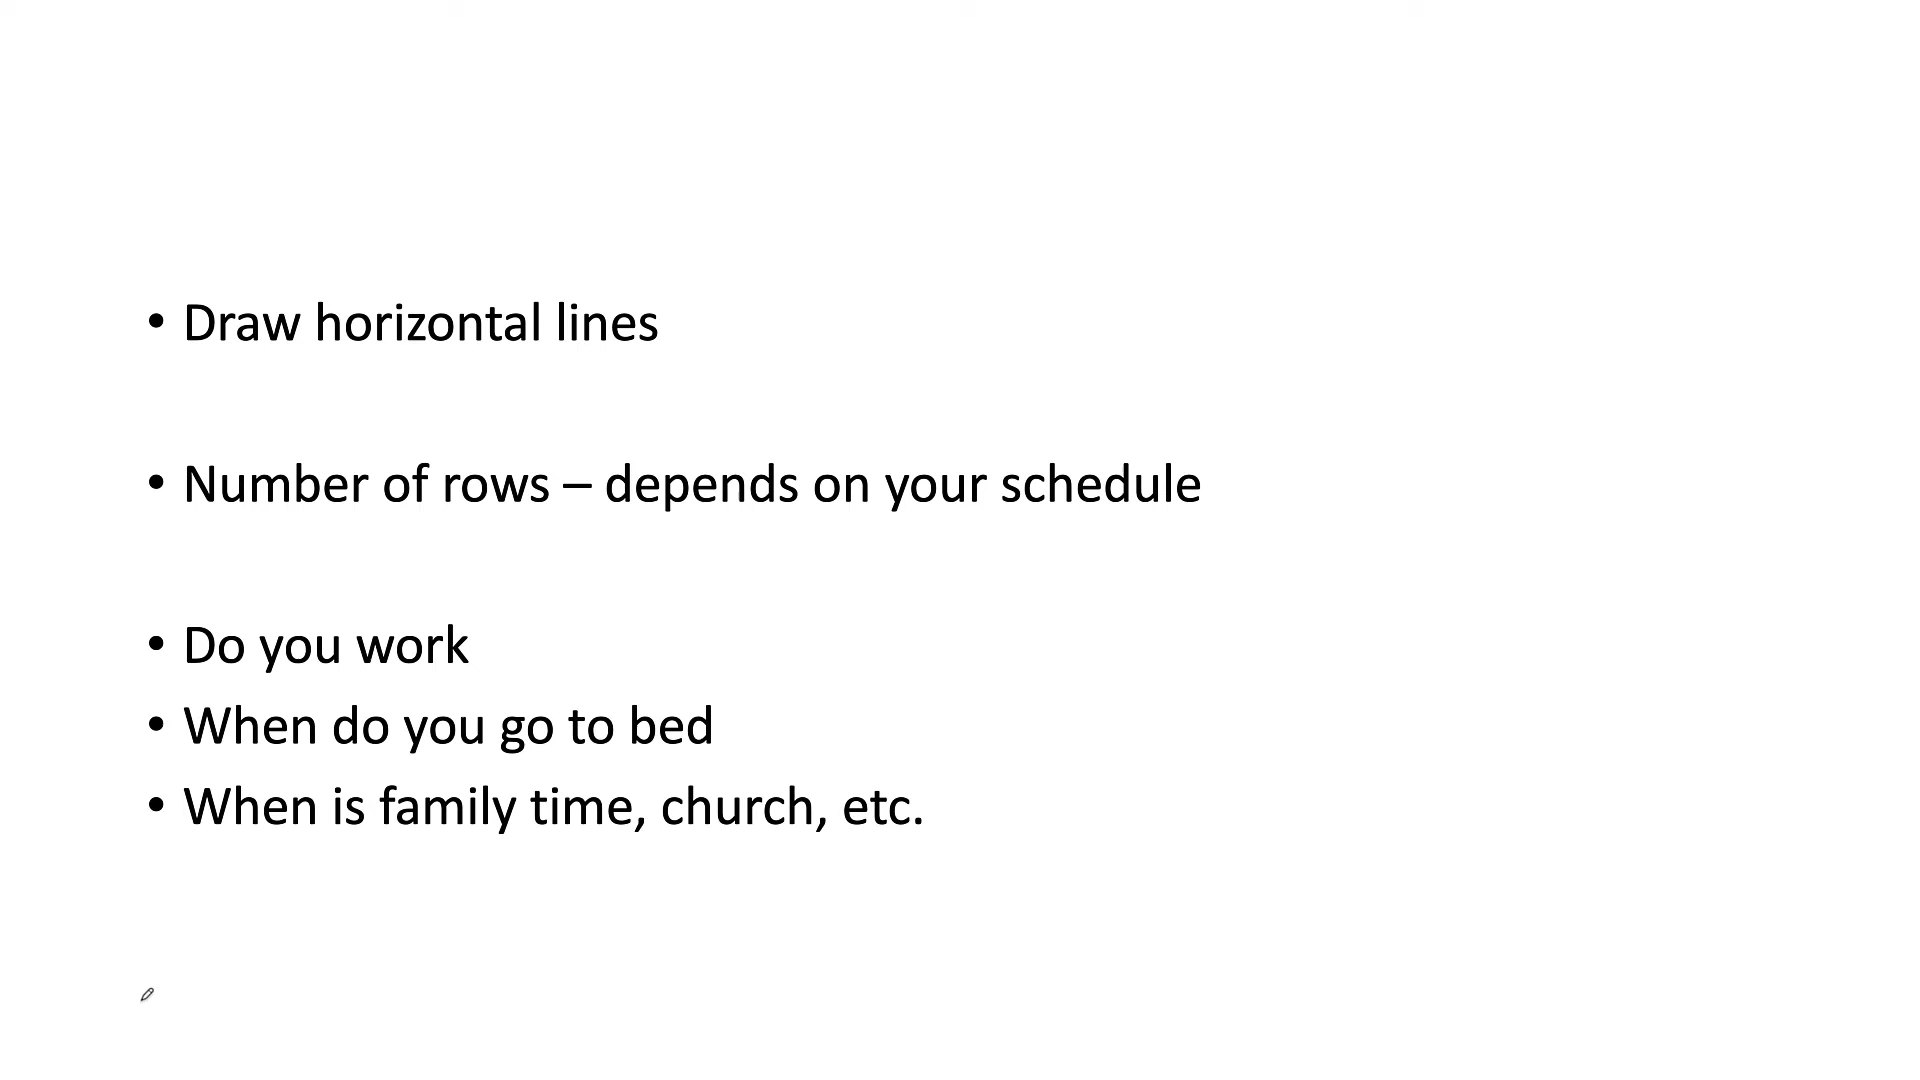 • Draw horizontal lines
• Number of rows – depends on your schedule
• Do you work
• When do you go to bed
• When is family time, church, etc.